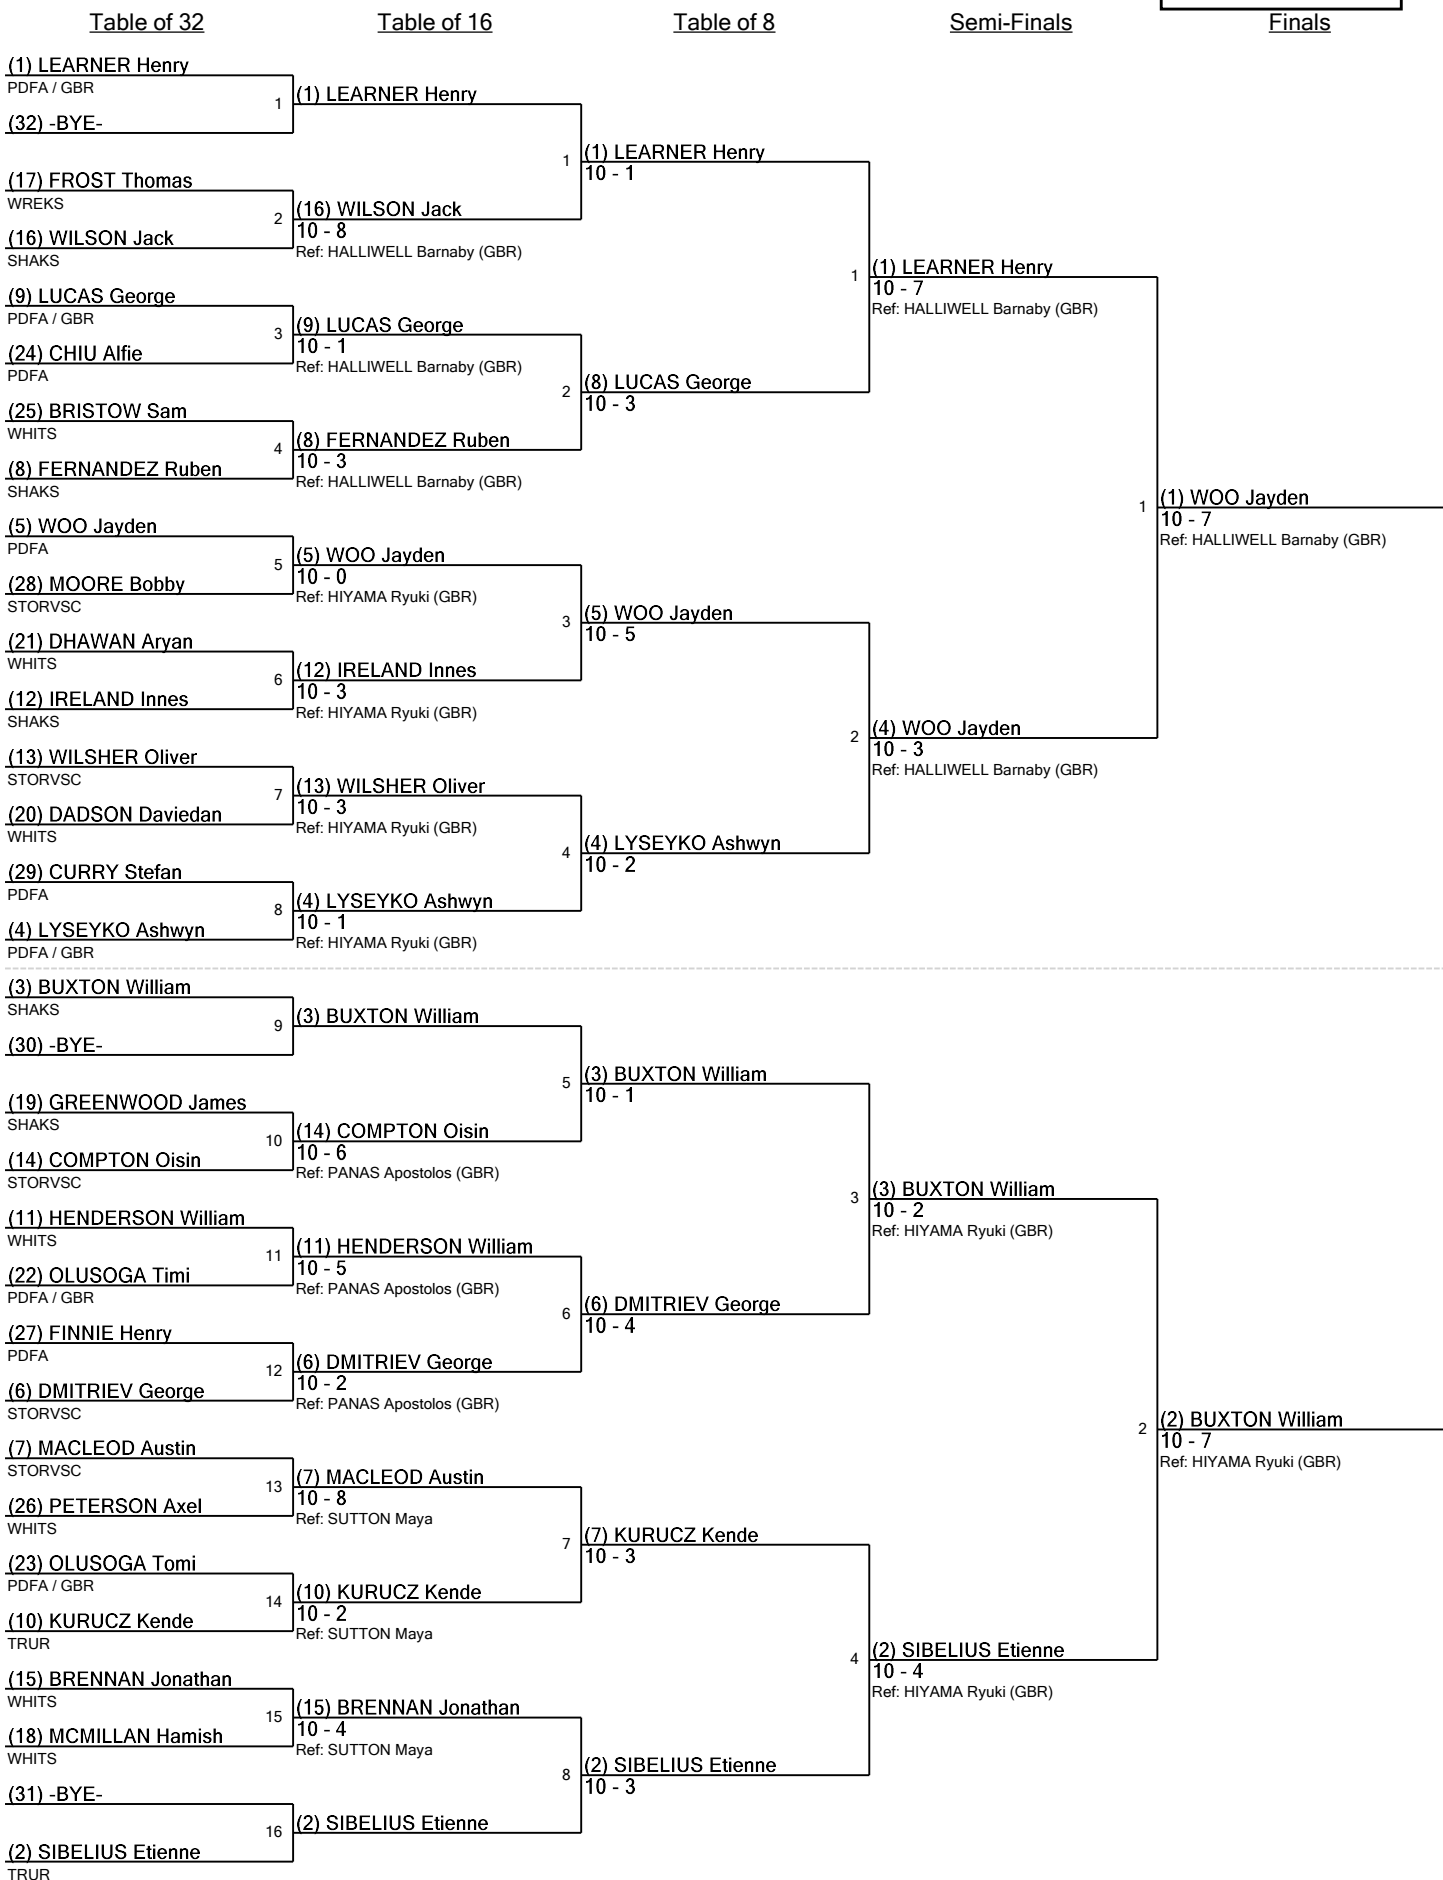 Table of 32
Table of 16
Table of 8
Semi-Finals
Finals
(1) LEARNER Henry
PDFA / GBR
(32) -BYE-
(17) FROST Thomas
WREKS
(16) WILSON Jack
SHAKS
(9) LUCAS George
PDFA / GBR
(24) CHIU Alfie
PDFA
(25) BRISTOW Sam
WHITS
(8) FERNANDEZ Ruben
SHAKS
(5) WOO Jayden
PDFA
(28) MOORE Bobby
STORVSC
(21) DHAWAN Aryan
WHITS
(12) IRELAND Innes
SHAKS
(13) WILSHER Oliver
STORVSC
(20) DADSON Daviedan
WHITS
(29) CURRY Stefan
PDFA
(4) LYSEYKO Ashwyn
PDFA / GBR
(3) BUXTON William
SHAKS
(30) -BYE-
(19) GREENWOOD James
SHAKS
(14) COMPTON Oisin
STORVSC
(11) HENDERSON William
WHITS
(22) OLUSOGA Timi
PDFA / GBR
(27) FINNIE Henry
PDFA
(6) DMITRIEV George
STORVSC
(7) MACLEOD Austin
STORVSC
(26) PETERSON Axel
WHITS
(23) OLUSOGA Tomi
PDFA / GBR
(10) KURUCZ Kende
TRUR
(15) BRENNAN Jonathan
WHITS
(18) MCMILLAN Hamish
WHITS
(31) -BYE-
(2) SIBELIUS Etienne
TRUR
1
(1) LEARNER Henry
2
(16) WILSON Jack
10 - 8
Ref: HALLIWELL Barnaby (GBR)
3
(9) LUCAS George
10 - 1
Ref: HALLIWELL Barnaby (GBR)
4
(8) FERNANDEZ Ruben
10 - 3
Ref: HALLIWELL Barnaby (GBR)
5
(5) WOO Jayden
10 - 0
Ref: HIYAMA Ryuki (GBR)
6
(12) IRELAND Innes
10 - 3
Ref: HIYAMA Ryuki (GBR)
7
(13) WILSHER Oliver
10 - 3
Ref: HIYAMA Ryuki (GBR)
8
(4) LYSEYKO Ashwyn
10 - 1
Ref: HIYAMA Ryuki (GBR)
9
(3) BUXTON William
10
(14) COMPTON Oisin
10 - 6
Ref: PANAS Apostolos (GBR)
11
(11) HENDERSON William
10 - 5
Ref: PANAS Apostolos (GBR)
12
(6) DMITRIEV George
10 - 2
Ref: PANAS Apostolos (GBR)
13
(7) MACLEOD Austin
10 - 8
Ref: SUTTON Maya
14
(10) KURUCZ Kende
10 - 2
Ref: SUTTON Maya
15
(15) BRENNAN Jonathan
10 - 4
Ref: SUTTON Maya
16
(2) SIBELIUS Etienne
1
(1) LEARNER Henry
10 - 1
2
(8) LUCAS George
10 - 3
3
(5) WOO Jayden
10 - 5
4
(4) LYSEYKO Ashwyn
10 - 2
5
(3) BUXTON William
10 - 1
6
(6) DMITRIEV George
10 - 4
7
(7) KURUCZ Kende
10 - 3
8
(2) SIBELIUS Etienne
10 - 3
1
(1) LEARNER Henry
10 - 7
Ref: HALLIWELL Barnaby (GBR)
2
(4) WOO Jayden
10 - 3
Ref: HALLIWELL Barnaby (GBR)
3
(3) BUXTON William
10 - 2
Ref: HIYAMA Ryuki (GBR)
4
(2) SIBELIUS Etienne
10 - 4
Ref: HIYAMA Ryuki (GBR)
1
(1) WOO Jayden
10 - 7
Ref: HALLIWELL Barnaby (GBR)
2
(2) BUXTON William
10 - 7
Ref: HIYAMA Ryuki (GBR)